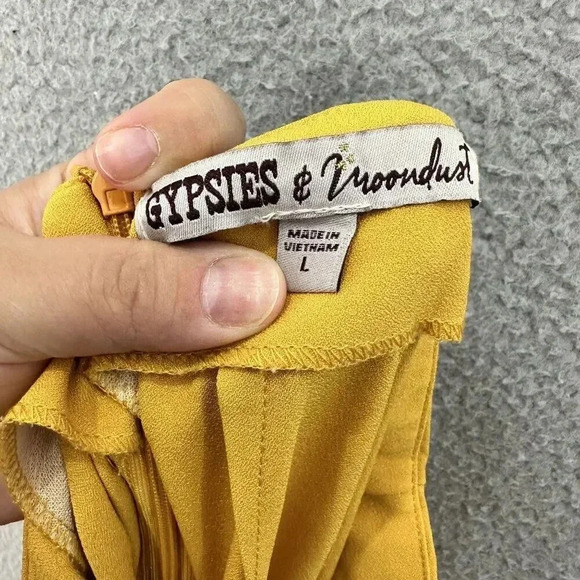 GYPSIES & Moondust
MADE IN
VIETNAM
L